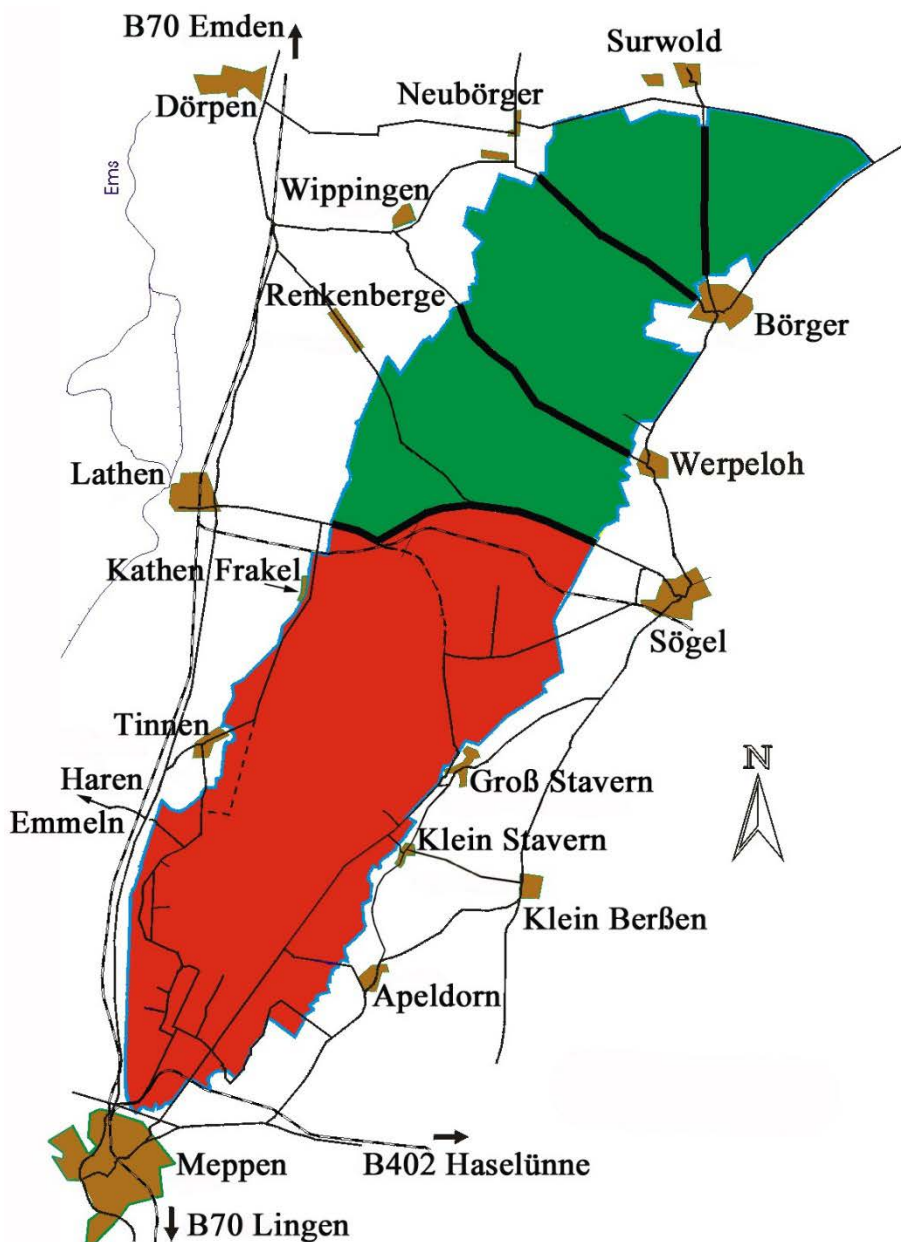 B70 Emden
Surwold
Dörpen
Neubörger
Ems
Wippingen
Renkenberge
Börger
Lathen
Werpeloh
Kathen Frakel
Sögel
Tinnen
N
Haren
Groß Stavern
Emmeln
Klein Stavern
Klein Berßen
Apeldorn
Meppen
B402 Haselünne
B70 Lingen